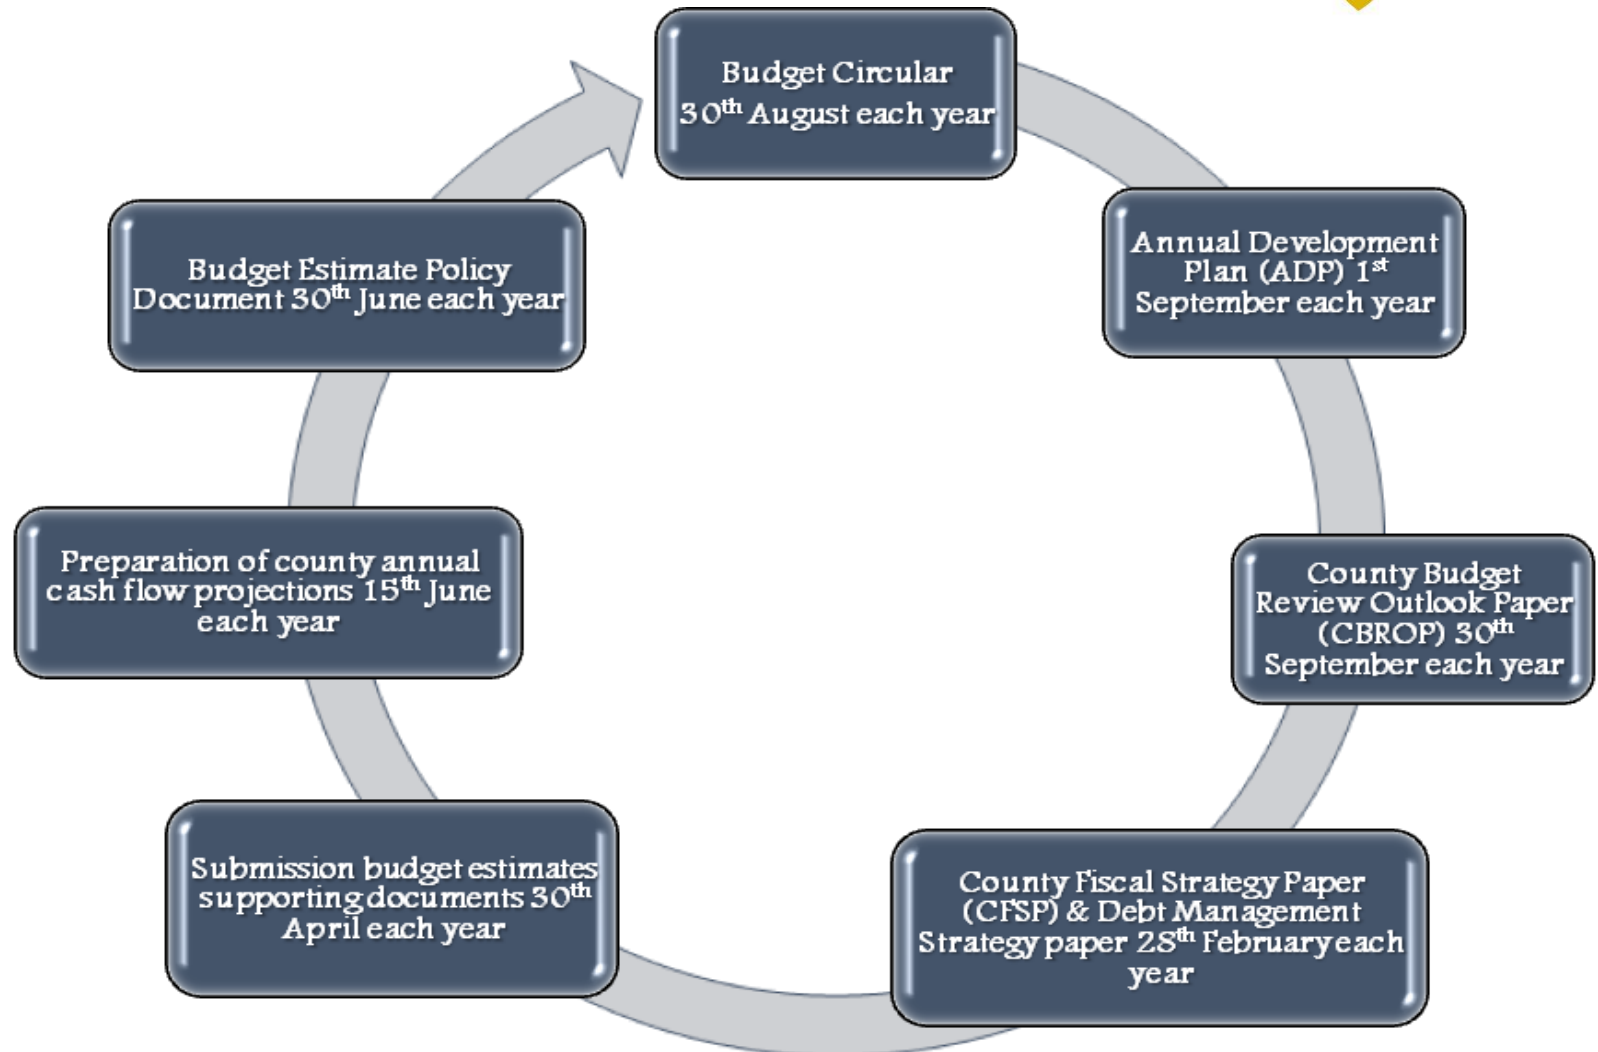 Budget Circular
30th August each year
Annual Development
Plan (ADP) 1st
September each year
County Budget
Review Outlook Paper
(CBROP) 30th
September each year
County Fiscal Strategy Paper
(CFSP) & Debt Management
Strategy paper 28th February each
year
Submission budget estimates
supporting documents 30th
April each year
Preparation of county annual
cash flow projections 15th June
each year
Budget Estimate Policy
Document 30th June each year